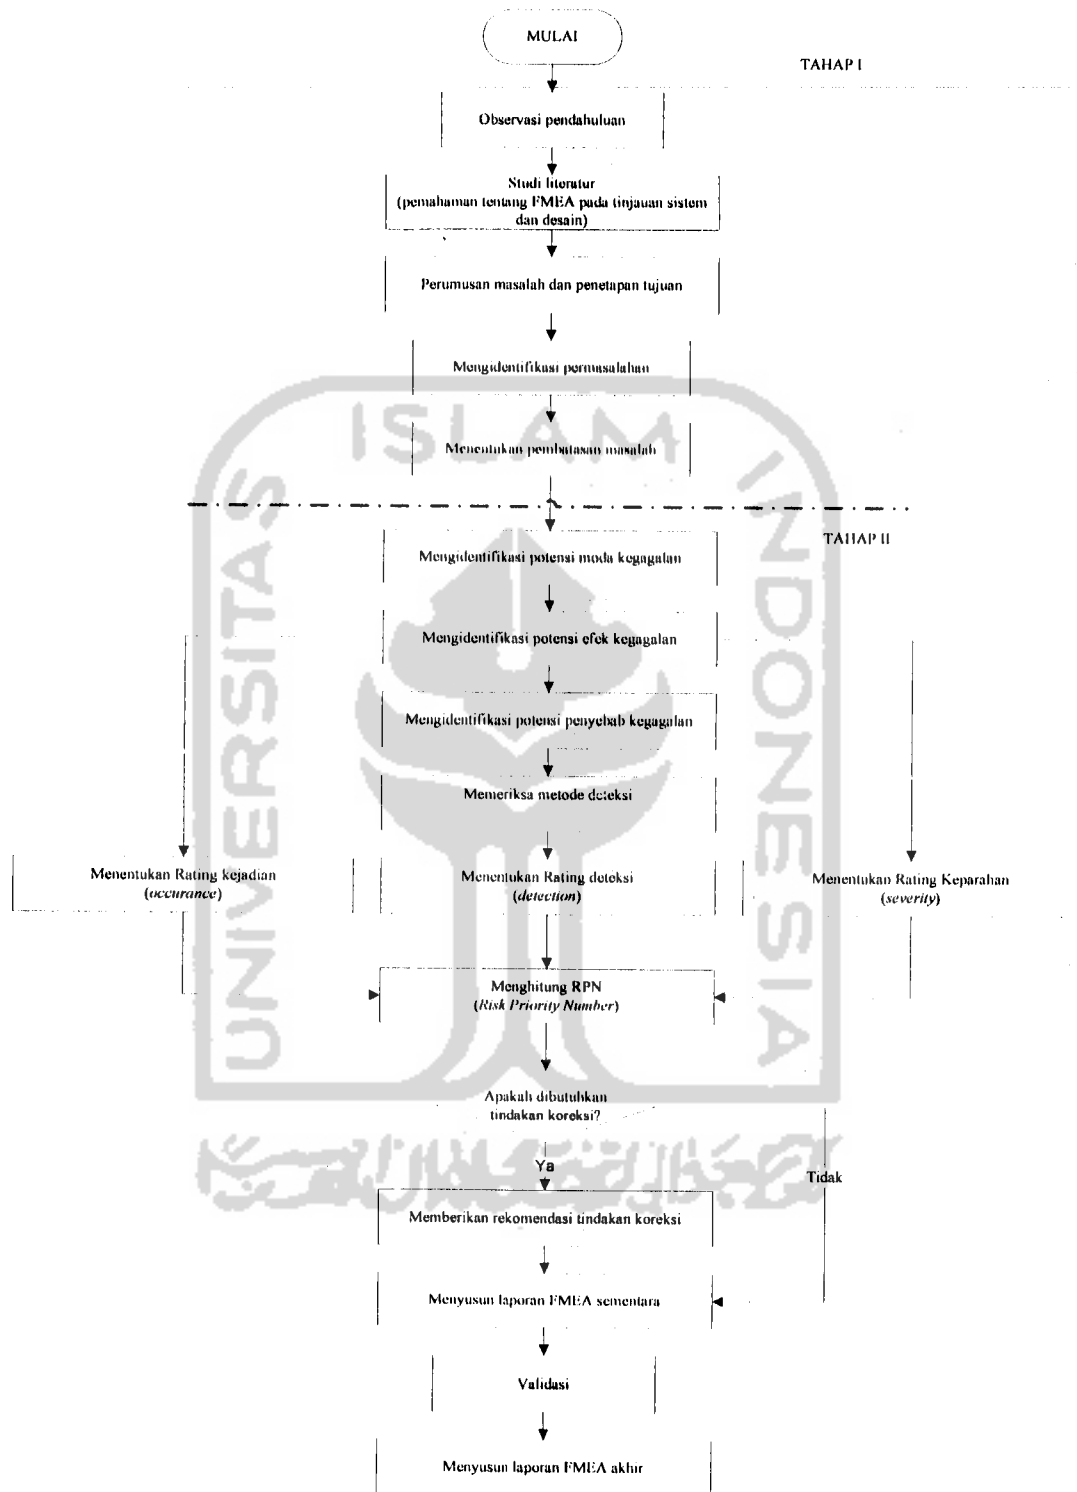 MULAI
TAHAP I
Observasi pendahuluan
Studi literatur
(pemahaman tentang FMEA pada tinjauan sistem
dan desain)
Perumusan masalah dan penetapan tujuan
Mengidentifikasi permasalahan
Menentukan pembatasan masalah
TAHAP II
Mengidentifikasi potensi moda kegagalan
Mengidentifikasi potensi efek kegagalan
Mengidentifikasi potensi penyebab kegagalan
Memeriksa metode deteksi
Menentukan Rating kejadian
(occurance)
Menentukan Rating deteksi
(detection)
Menentukan Rating Keparahan
(severity)
Menghitung RPN
(Risk Priority Number)
Apakah dibutuhkan
tindakan koreksi?
Ya
Tidak
Memberikan rekomendasi tindakan koreksi
Menyusun laporan FMEA sementara
Validasi
Menyusun laporan FMEA akhir
UNIVERSITAS
ISLAM
INDONESIA